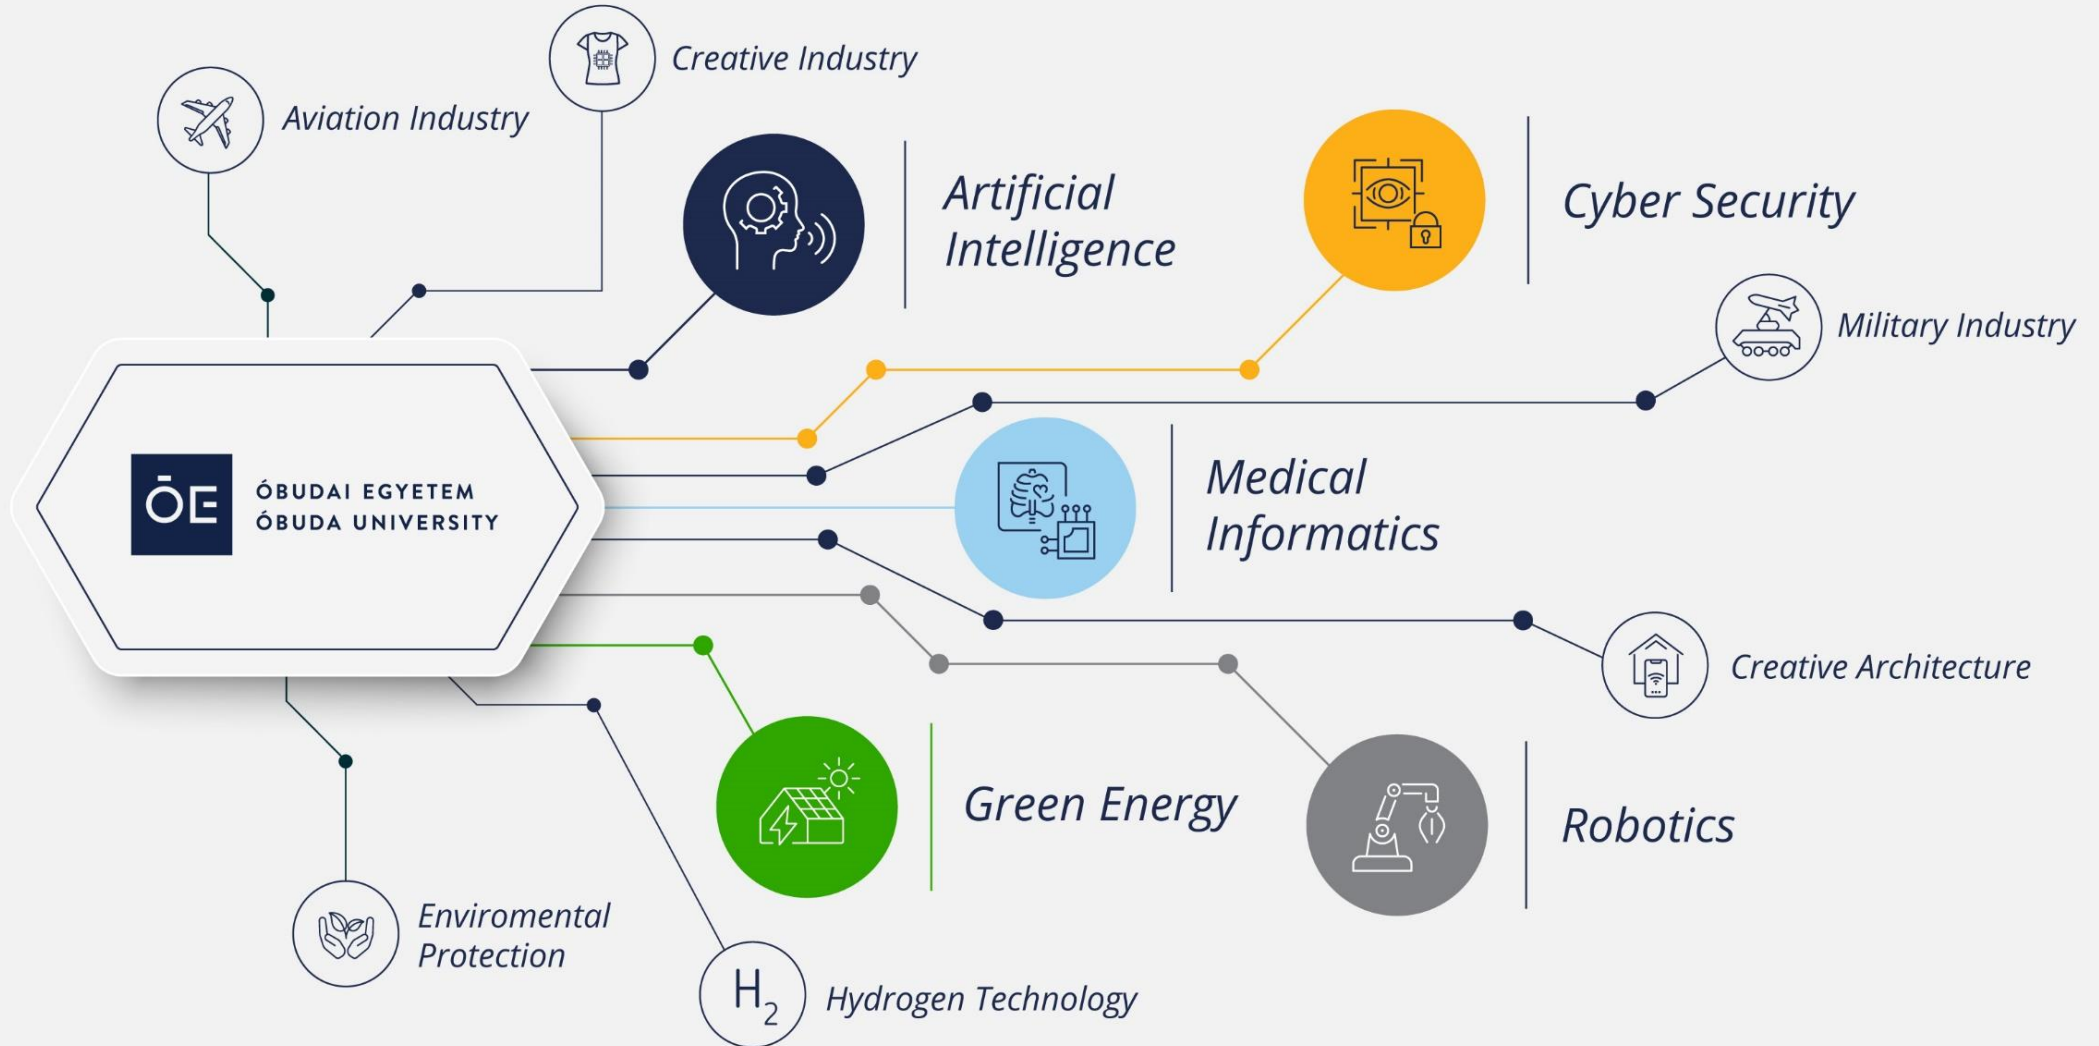 Creative Industry
Aviation Industry
Artificial
Intelligence
Cyber Security
Military Industry
ŌE
ÓBUDAI EGYETEM
ÓBUDA UNIVERSITY
Medical
Informatics
Creative Architecture
Green Energy
Robotics
Enviromental
Protection
H₂
Hydrogen Technology